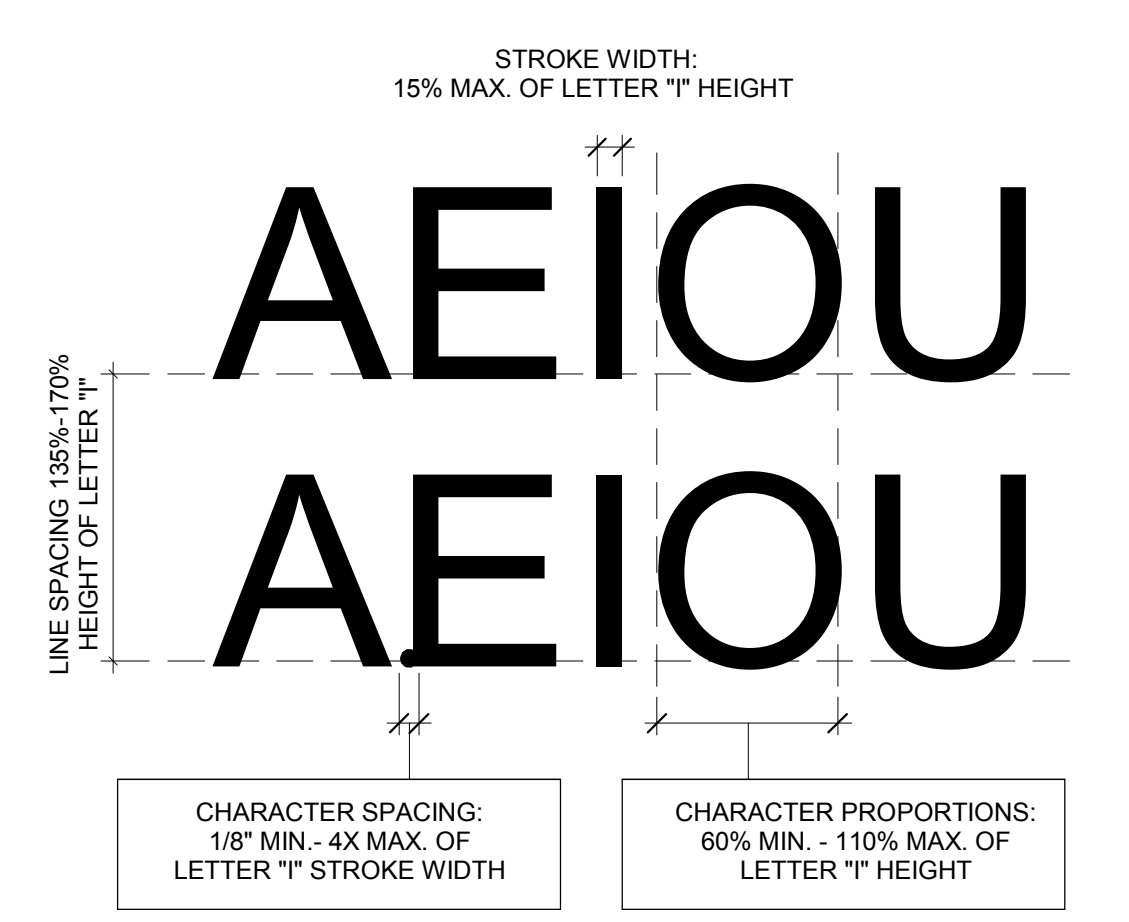 STROKE WIDTH:
15% MAX. OF LETTER "I" HEIGHT
AEIOU
LINE SPACING 135%-170%
HEIGHT OF LETTER "I"
A.EIOU
CHARACTER SPACING:
1/8" MIN.- 4X MAX. OF
LETTER "I" STROKE WIDTH
CHARACTER PROPORTIONS:
60% MIN. - 110% MAX. OF
LETTER "I" HEIGHT